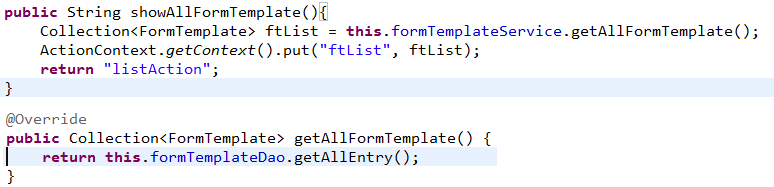 public String showAllFormTemplate(){
    Collection<FormTemplate> ftList = this.formTemplateService.getAllFormTemplate();
    ActionContext.getContext().put("ftList", ftList);
    return "listAction";
}
@Override
public Collection<FormTemplate> getAllFormTemplate() {
    return this.formTemplateDao.getAllEntry();
}